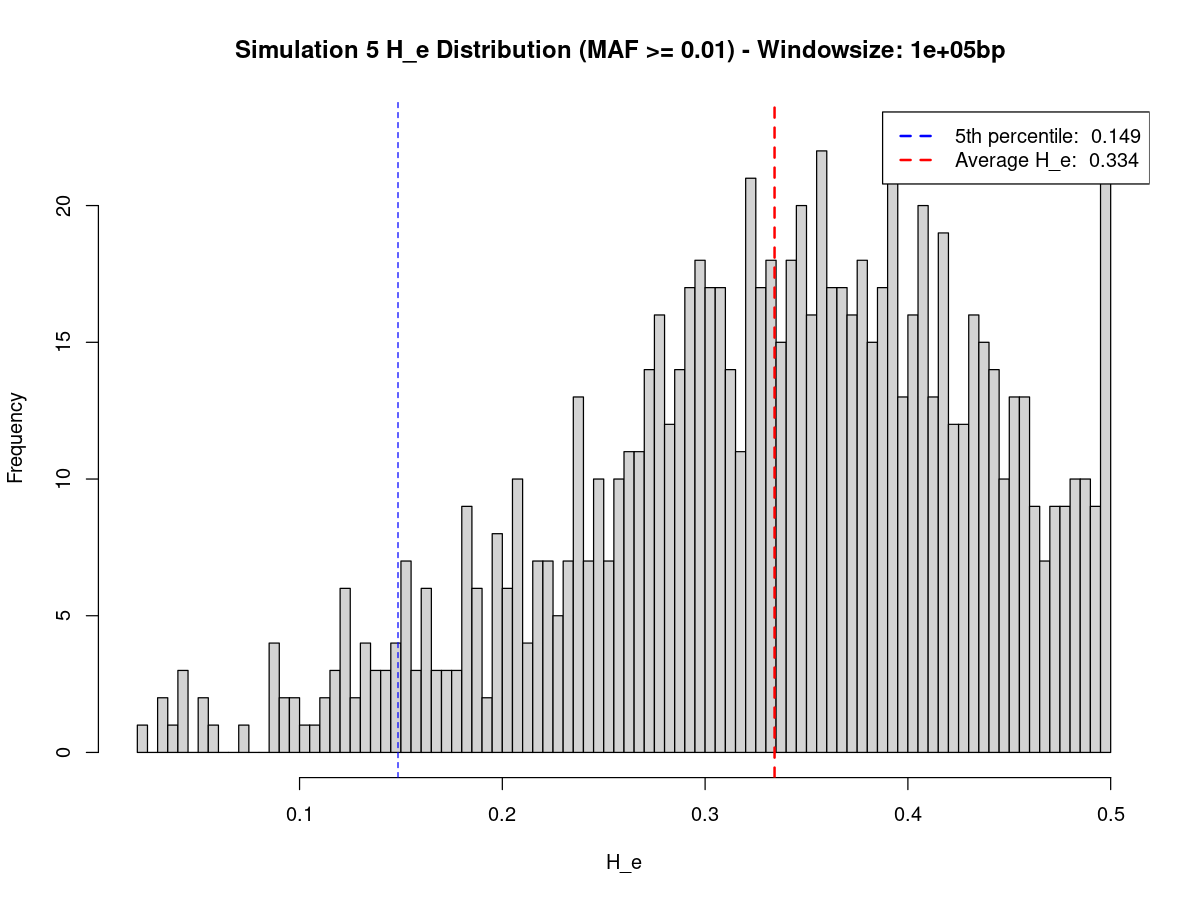 Simulation 5 H_e Distribution (MAF >= 0.01) - Windowsize: 1e+05bp
5th percentile:  0.149
Average H_e:  0.334
Frequency
20
15
10
5
0
0.1 0.2 0.3 0.4 0.5
H_e